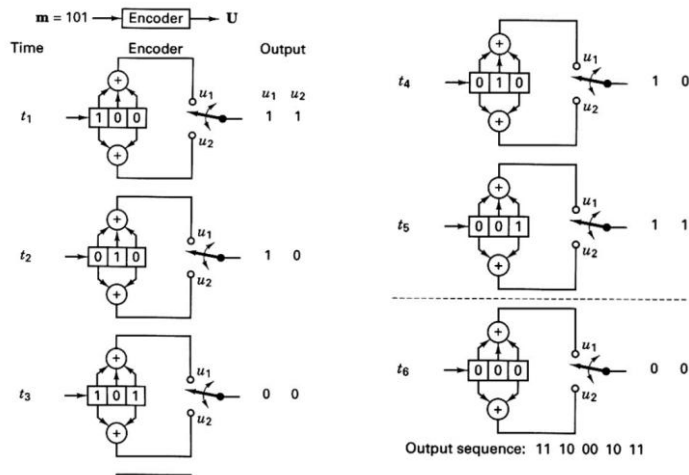 m = 101 Encoder U
Time Encoder Output
u1 u2
t1 1 0 0 u1 u2 1 1
t2 0 1 0 u1 u2 1 0
t3 1 0 1 u1 u2 0 0
t4 0 1 0 u1 u2 1 0
t5 0 0 1 u1 u2 1 1
t6 0 0 0 u1 u2 0 0
Output sequence: 11 10 00 10 11